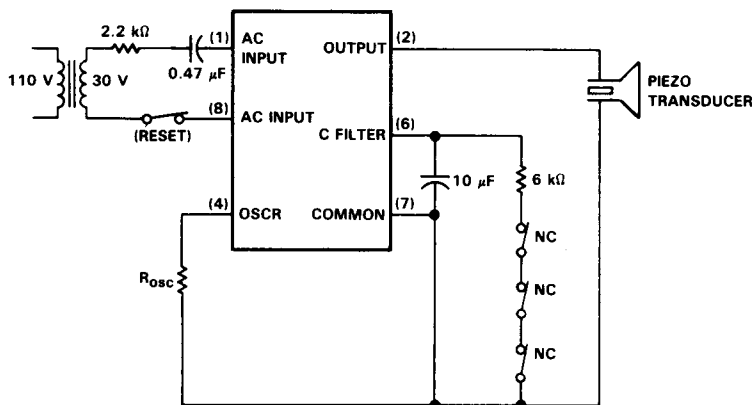 2.2 kΩ
(1)
AC
INPUT
0.47 μF
110 V
30 V
(8)
AC INPUT
(RESET)
OUTPUT
(2)
PIEZO
TRANSDUCER
C FILTER
(6)
10 μF
6 kΩ
(4)
OSCR
COMMON
(7)
NC
NC
NC
Rosc